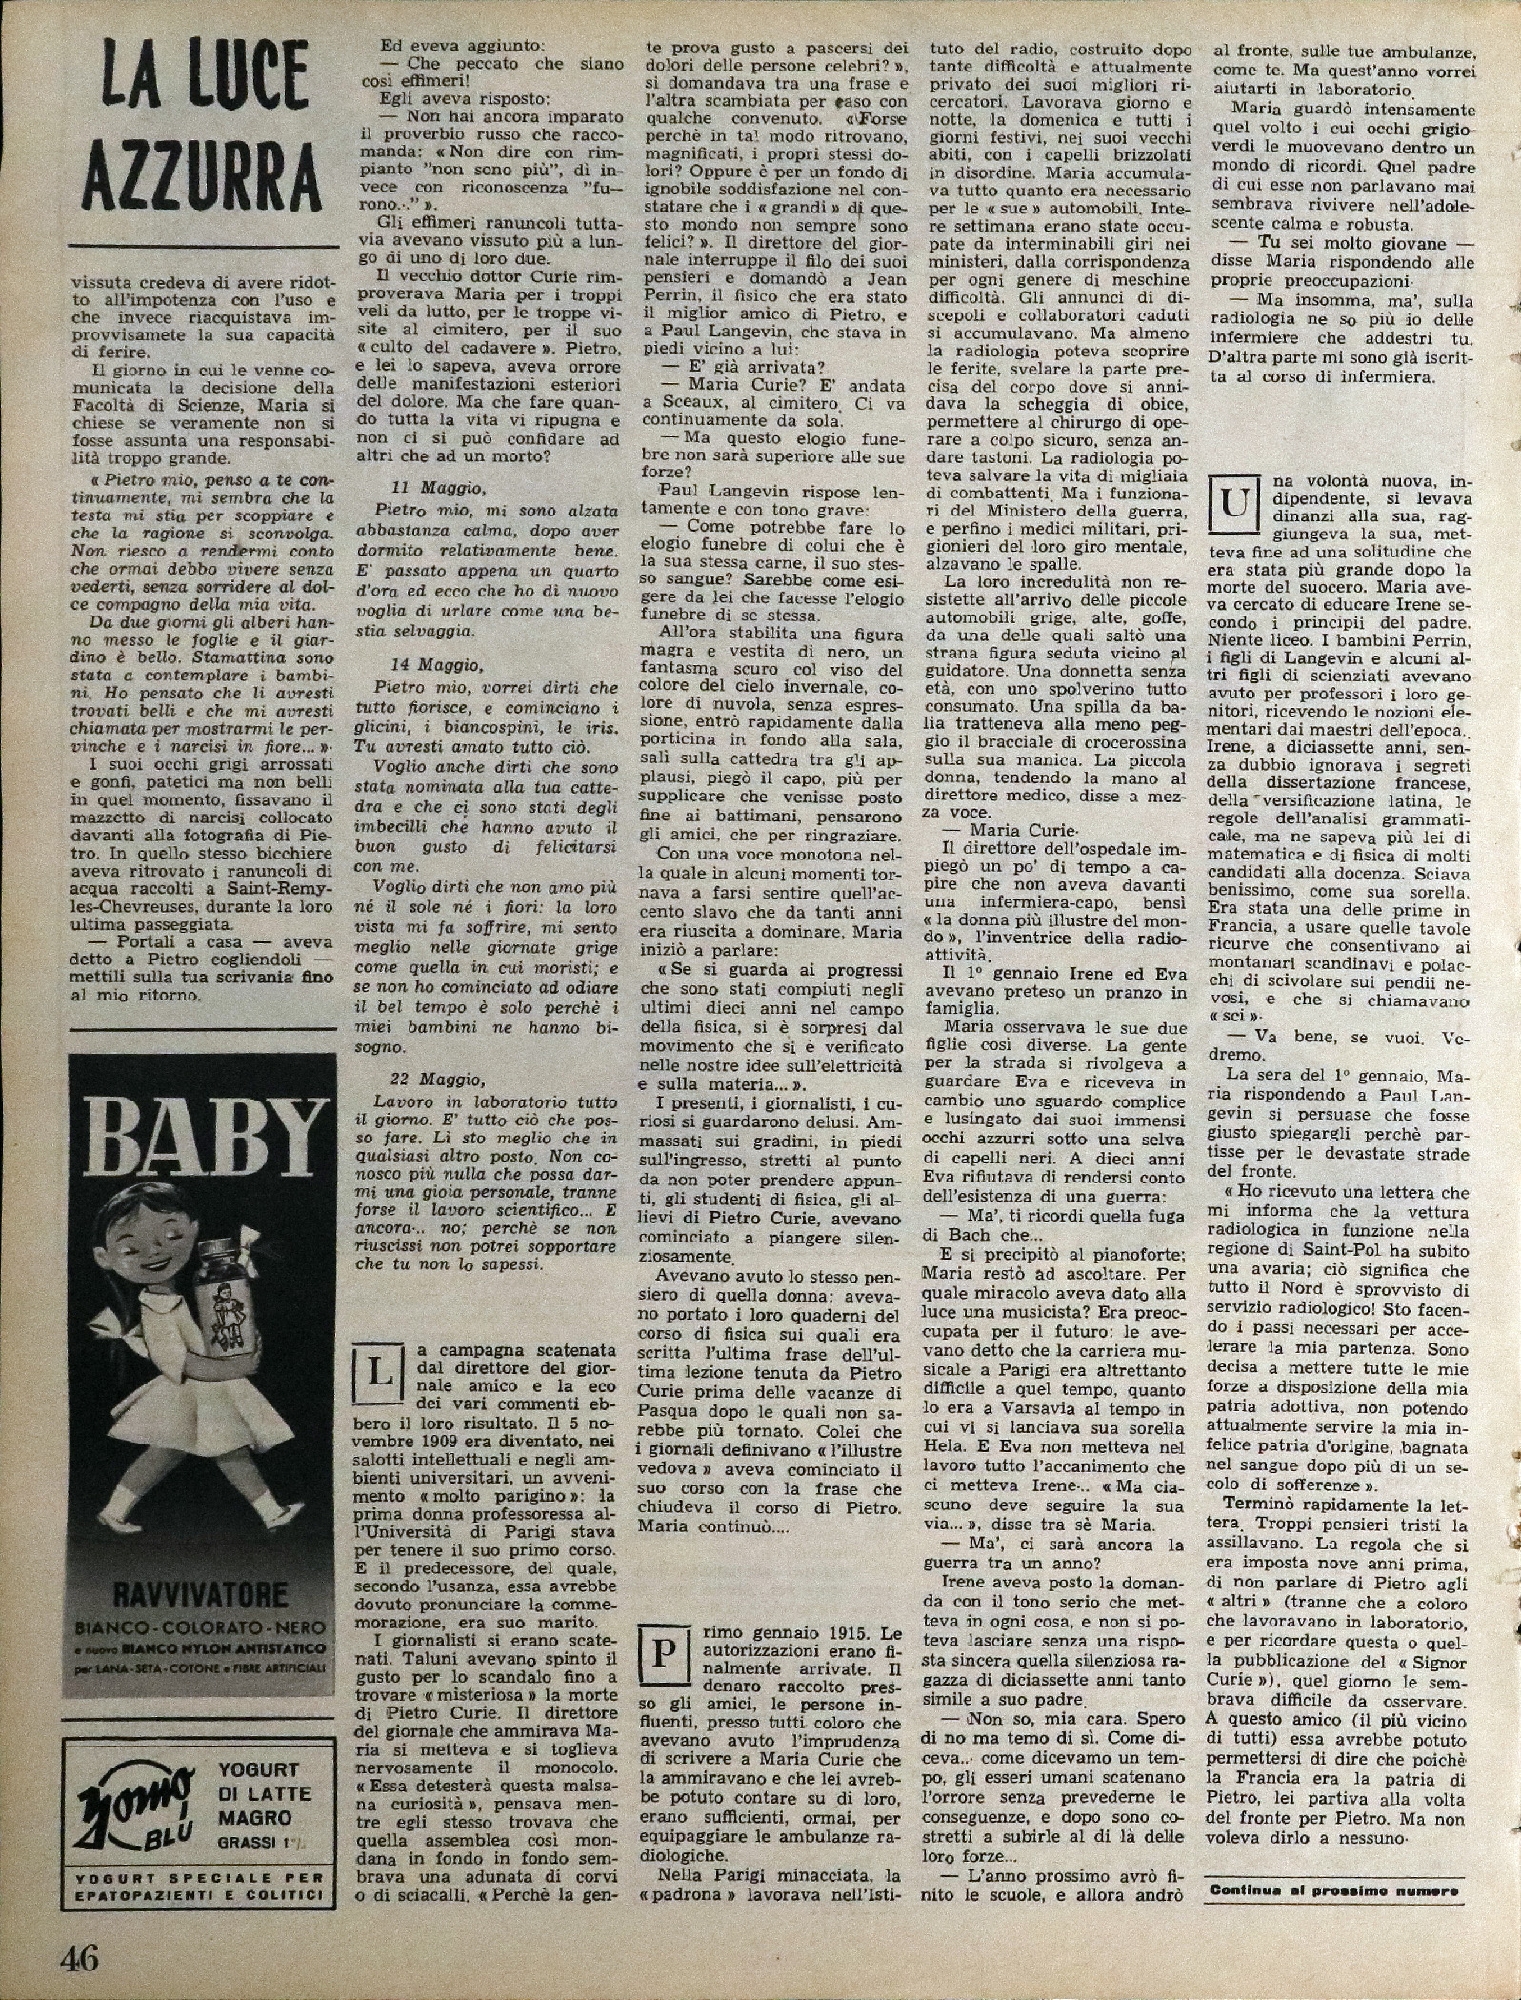 LA LUCE
AZZURRA
vissuta credeva di avere ridot-
to all'impotenza con l'uso e
che invece riacquistava im-
provvisamete la sua capacità
di ferire.
Il giorno in cui le venne co-
municata la decisione della
Facoltà di Scienze, Maria si
chiese se veramente non si
fosse assunta una responsabi-
lità troppo grande.
« Pietro mio, penso a te con-
tinuamente, mi sembra che la
testa mi stia per scoppiare e
che la ragione si sconvolga.
Non riesco a rendermi conto
che ormai debbo vivere senza
vederti, senza sorridere al dol-
ce compagno della mia vita.
Da due giorni gli alberi han-
no messo le foglie e il giar-
dino è bello. Stamattina sono
stata a contemplare i bambi-
ni. Ho pensato che li avresti
trovati belli e che mi avresti
chiamata per mostrarmi le per-
vinche e i narcisi in fiore... »
I suoi occhi grigi arrossati
e gonfi, patetici ma non belli
in quel momento, fissavano il
mazzetto di narcisi collocato
davanti alla fotografia di Pie-
tro. In quello stesso bicchiere
aveva ritrovato i ranuncoli di
acqua raccolti a Saint-Remy-
les-Chevreuses, durante la loro
ultima passeggiata.
— Portali a casa — aveva
detto a Pietro cogliendoli —
mettili sulla tua scrivania fino
al mio ritorno.
BABY
RAVVIVATORE
BIANCO-COLORATO-NERO
e nuovo BIANCO NYLON ANTISTATICO
per LANA-SETA-COTONE e FIBRE ARTIFICIALI
Yomo
BLU
YOGURT
DI LATTE
MAGRO
GRASSI 1%
YOGURT SPECIALE PER
EPATOPAZIENTI E COLITICI
46
Ed eveva aggiunto:
— Che peccato che siano
così effimeri!
Egli aveva risposto:
— Non hai ancora imparato
il proverbio russo che racco-
manda: « Non dire con rim-
pianto "non sono più", di in-
vece con riconoscenza "fu-
rono..." ».
Gli effimeri ranuncoli tutta-
via avevano vissuto più a lun-
go di uno di loro due.
Il vecchio dottor Curie rim-
proverava Maria per i troppi
veli da lutto, per le troppe vi-
site al cimitero, per il suo
« culto del cadavere ». Pietro,
e lei lo sapeva, aveva orrore
delle manifestazioni esteriori
del dolore. Ma che fare quan-
do tutta la vita vi ripugna e
non ci si può confidare ad
altri che ad un morto?
11 Maggio,
Pietro mio, mi sono alzata
abbastanza calma, dopo aver
dormito relativamente bene.
E' passato appena un quarto
d'ora ed ecco che ho di nuovo
voglia di urlare come una be-
stia selvaggia.
14 Maggio,
Pietro mio, vorrei dirti che
tutto fiorisce, e cominciano i
glicini, i biancospini, le iris.
Tu avresti amato tutto ciò.
Voglio anche dirti che sono
stata nominata alla tua catte-
dra e che ci sono stati degli
imbecilli che hanno avuto il
buon gusto di felicitarsi
con me.
Voglio dirti che non amo più
né il sole né i fiori: la loro
vista mi fa soffrire, mi sento
meglio nelle giornate grige
come quella in cui moristi; e
se non ho cominciato ad odiare
il bel tempo è solo perchè i
miei bambini ne hanno bi-
sogno.
22 Maggio,
Lavoro in laboratorio tutto
il giorno. E' tutto ciò che pos-
so fare. Lì sto meglio che in
qualsiasi altro posto. Non co-
nosco più nulla che possa dar-
mi una gioia personale, tranne
forse il lavoro scientifico... E
ancora... no; perchè se non
riuscissi non potrei sopportare
che tu non lo sapessi.
La campagna scatenata
dal direttore del gior-
nale amico e la eco
dei vari commenti eb-
bero il loro risultato. Il 5 no-
vembre 1909 era diventato, nei
salotti intellettuali e negli am-
bienti universitari, un avveni-
mento « molto parigino »: la
prima donna professoressa al-
l'Università di Parigi stava
per tenere il suo primo corso.
E il predecessore, del quale,
secondo l'usanza, essa avrebbe
dovuto pronunciare la comme-
morazione, era suo marito.
I giornalisti si erano scate-
nati. Taluni avevano spinto il
gusto per lo scandalo fino a
trovare « misteriosa » la morte
di Pietro Curie. Il direttore
del giornale che ammirava Ma-
ria si metteva e si toglieva
nervosamente il monocolo.
« Essa detesterà questa malsa-
na curiosità », pensava men-
tre egli stesso trovava che
quella assemblea così mon-
dana in fondo in fondo sem-
brava una adunata di corvi
o di sciacalli. « Perchè la gen-
te prova gusto a pascersi dei
dolori delle persone celebri? »,
si domandava tra una frase e
l'altra scambiata per caso con
qualche convenuto. « Forse
perchè in tal modo ritrovano,
magnificati, i propri stessi do-
lori? Oppure è per un fondo di
ignobile soddisfazione nel con-
statare che i « grandi » di que-
sto mondo non sempre sono
felici? ». Il direttore del gior-
nale interruppe il filo dei suoi
pensieri e domandò a Jean
Perrin, il fisico che era stato
il miglior amico di Pietro, e
a Paul Langevin, che stava in
piedi vicino a lui:
— E' già arrivata?
— Maria Curie? E' andata
a Sceaux, al cimitero. Ci va
continuamente da sola.
— Ma questo elogio fune-
bre non sarà superiore alle sue
forze?
Paul Langevin rispose len-
tamente e con tono grave:
— Come potrebbe fare lo
elogio funebre di colui che è
la sua stessa carne, il suo stes-
so sangue? Sarebbe come esi-
gere da lei che facesse l'elogio
funebre di se stessa.
All'ora stabilita una figura
magra e vestita di nero, un
fantasma scuro col viso del
colore del cielo invernale, co-
lore di nuvola, senza espres-
sione, entrò rapidamente dalla
porticina in fondo alla sala,
salì sulla cattedra tra gli ap-
plausi, piegò il capo, più per
supplicare che venisse posto
fine ai battimani, pensarono
gli amici, che per ringraziare.
Con una voce monotona nel-
la quale in alcuni momenti tor-
nava a farsi sentire quell'ac-
cento slavo che da tanti anni
era riuscita a dominare, Maria
iniziò a parlare:
« Se si guarda ai progressi
che sono stati compiuti negli
ultimi dieci anni nel campo
della fisica, si è sorpresi dal
movimento che si è verificato
nelle nostre idee sull'elettricità
e sulla materia... ».
I presenti, i giornalisti, i cu-
riosi si guardarono delusi. Am-
massati sui gradini, in piedi
sull'ingresso, stretti al punto
da non poter prendere appun-
ti, gli studenti di fisica, gli al-
lievi di Pietro Curie, avevano
cominciato a piangere silen-
ziosamente.
Avevano avuto lo stesso pen-
siero di quella donna: aveva-
no portato i loro quaderni del
corso di fisica sui quali era
scritta l'ultima frase dell'ul-
tima lezione tenuta da Pietro
Curie prima delle vacanze di
Pasqua dopo le quali non sa-
rebbe più tornato. Colei che
i giornali definivano « l'illustre
vedova » aveva cominciato il
suo corso con la frase che
chiudeva il corso di Pietro.
Maria continuò....
Primo gennaio 1915. Le
autorizzazioni erano fi-
nalmente arrivate. Il
denaro raccolto pres-
so gli amici, le persone in-
fluenti, presso tutti coloro che
avevano avuto l'imprudenza
di scrivere a Maria Curie che
la ammiravano e che lei avreb-
be potuto contare su di loro,
erano sufficienti, ormai, per
equipaggiare le ambulanze ra-
diologiche.
Nella Parigi minacciata, la
« padrona » lavorava nell'isti-
tuto del radio, costruito dopo
tante difficoltà e attualmente
privato dei suoi migliori ri-
cercatori. Lavorava giorno e
notte, la domenica e tutti i
giorni festivi, nei suoi vecchi
abiti, con i capelli brizzolati
in disordine. Maria accumula-
va tutto quanto era necessario
per le « sue » automobili. Inte-
re settimana erano state occu-
pate da interminabili giri nei
ministeri, dalla corrispondenza
per ogni genere di meschine
difficoltà. Gli annunci di di-
scepoli e collaboratori caduti
si accumulavano. Ma almeno
la radiologia poteva scoprire
le ferite, svelare la parte pre-
cisa del corpo dove si anni-
dava la scheggia di obice,
permettere al chirurgo di ope-
rare a colpo sicuro, senza an-
dare tastoni. La radiologia po-
teva salvare la vita di migliaia
di combattenti. Ma i funziona-
ri del Ministero della guerra,
e perfino i medici militari, pri-
gionieri del loro giro mentale,
alzavano le spalle.
La loro incredulità non re-
sistette all'arrivo delle piccole
automobili grige, alte, goffe,
da una delle quali saltò una
strana figura seduta vicino al
guidatore. Una donnetta senza
età, con uno spolverino tutto
consumato. Una spilla da ba-
lia tratteneva alla meno peg-
gio il bracciale di crocerossina
sulla sua manica. La piccola
donna, tendendo la mano al
direttore medico, disse a mez-
za voce.
— Maria Curie.
Il direttore dell'ospedale im-
piegò un po' di tempo a ca-
pire che non aveva davanti
una infermiera-capo, bensì
« la donna più illustre del mon-
do », l'inventrice della radio-
attività.
Il 1° gennaio Irene ed Eva
avevano preteso un pranzo in
famiglia.
Maria osservava le sue due
figlie così diverse. La gente
per la strada si rivolgeva a
guardare Eva e riceveva in
cambio uno sguardo complice
e lusingato dai suoi immensi
occhi azzurri sotto una selva
di capelli neri. A dieci anni
Eva rifiutava di rendersi conto
dell'esistenza di una guerra:
— Ma', ti ricordi quella fuga
di Bach che...
E si precipitò al pianoforte;
Maria restò ad ascoltare. Per
quale miracolo aveva dato alla
luce una musicista? Era preoc-
cupata per il futuro: le ave-
vano detto che la carriera mu-
sicale a Parigi era altrettanto
difficile a quel tempo, quanto
lo era a Varsavia al tempo in
cui vi si lanciava sua sorella
Hela. E Eva non metteva nel
lavoro tutto l'accanimento che
ci metteva Irene... « Ma cia-
scuno deve seguire la sua
via... », disse tra sè Maria.
— Ma', ci sarà ancora la
guerra tra un anno?
Irene aveva posto la doman-
da con il tono serio che met-
teva in ogni cosa, e non si po-
teva lasciare senza una rispo-
sta sincera quella silenziosa ra-
gazza di diciassette anni tanto
simile a suo padre.
— Non so, mia cara. Spero
di no ma temo di sì. Come di-
ceva.. come dicevamo un tem-
po, gli esseri umani scatenano
l'orrore senza prevederne le
conseguenze, e dopo sono co-
stretti a subirle al di là delle
loro forze...
— L'anno prossimo avrò fi-
nito le scuole, e allora andrò
al fronte, sulle tue ambulanze,
come te. Ma quest'anno vorrei
aiutarti in laboratorio.
Maria guardò intensamente
quel volto i cui occhi grigio-
verdi le muovevano dentro un
mondo di ricordi. Quel padre
di cui esse non parlavano mai
sembrava rivivere nell'adole-
scente calma e robusta.
— Tu sei molto giovane —
disse Maria rispondendo alle
proprie preoccupazioni.
— Ma insomma, ma', sulla
radiologia ne so più io delle
infermiere che addestri tu.
D'altra parte mi sono già iscrit-
ta al corso di infermiera.
Una volontà nuova, in-
dipendente, si levava
dinanzi alla sua, rag-
giungeva la sua, met-
teva fine ad una solitudine che
era stata più grande dopo la
morte del suocero. Maria ave-
va cercato di educare Irene se-
condo i principii del padre.
Niente liceo. I bambini Perrin,
i figli di Langevin e alcuni al-
tri figli di scienziati avevano
avuto per professori i loro ge-
nitori, ricevendo le nozioni ele-
mentari dai maestri dell'epoca.
Irene, a diciassette anni, sen-
za dubbio ignorava i segreti
della dissertazione francese,
della versificazione latina, le
regole dell'analisi grammati-
cale, ma ne sapeva più lei di
matematica e di fisica di molti
candidati alla docenza. Sciava
benissimo, come sua sorella.
Era stata una delle prime in
Francia, a usare quelle tavole
ricurve che consentivano ai
montanari scandinavi e polac-
chi di scivolare sui pendii ne-
vosi, e che si chiamavano
« sci ».
— Va bene, se vuoi. Ve-
dremo.
La sera del 1° gennaio, Ma-
ria rispondendo a Paul Lan-
gevin si persuase che fosse
giusto spiegargli perchè par-
tisse per le devastate strade
del fronte.
« Ho ricevuto una lettera che
mi informa che la vettura
radiologica in funzione nella
regione di Saint-Pol ha subito
una avaria; ciò significa che
tutto il Nord è sprovvisto di
servizio radiologico! Sto facen-
do i passi necessari per acce-
lerare la mia partenza. Sono
decisa a mettere tutte le mie
forze a disposizione della mia
patria adottiva, non potendo
attualmente servire la mia in-
felice patria d'origine, bagnata
nel sangue dopo più di un se-
colo di sofferenze ».
Terminò rapidamente la let-
tera. Troppi pensieri tristi la
assillavano. La regola che si
era imposta nove anni prima,
di non parlare di Pietro agli
« altri » (tranne che a coloro
che lavoravano in laboratorio,
e per ricordare questa o quel-
la pubblicazione del « Signor
Curie »), quel giorno le sem-
brava difficile da osservare.
A questo amico (il più vicino
di tutti) essa avrebbe potuto
permettersi di dire che poichè
la Francia era la patria di
Pietro, lei partiva alla volta
del fronte per Pietro. Ma non
voleva dirlo a nessuno.
Continua al prossimo numero